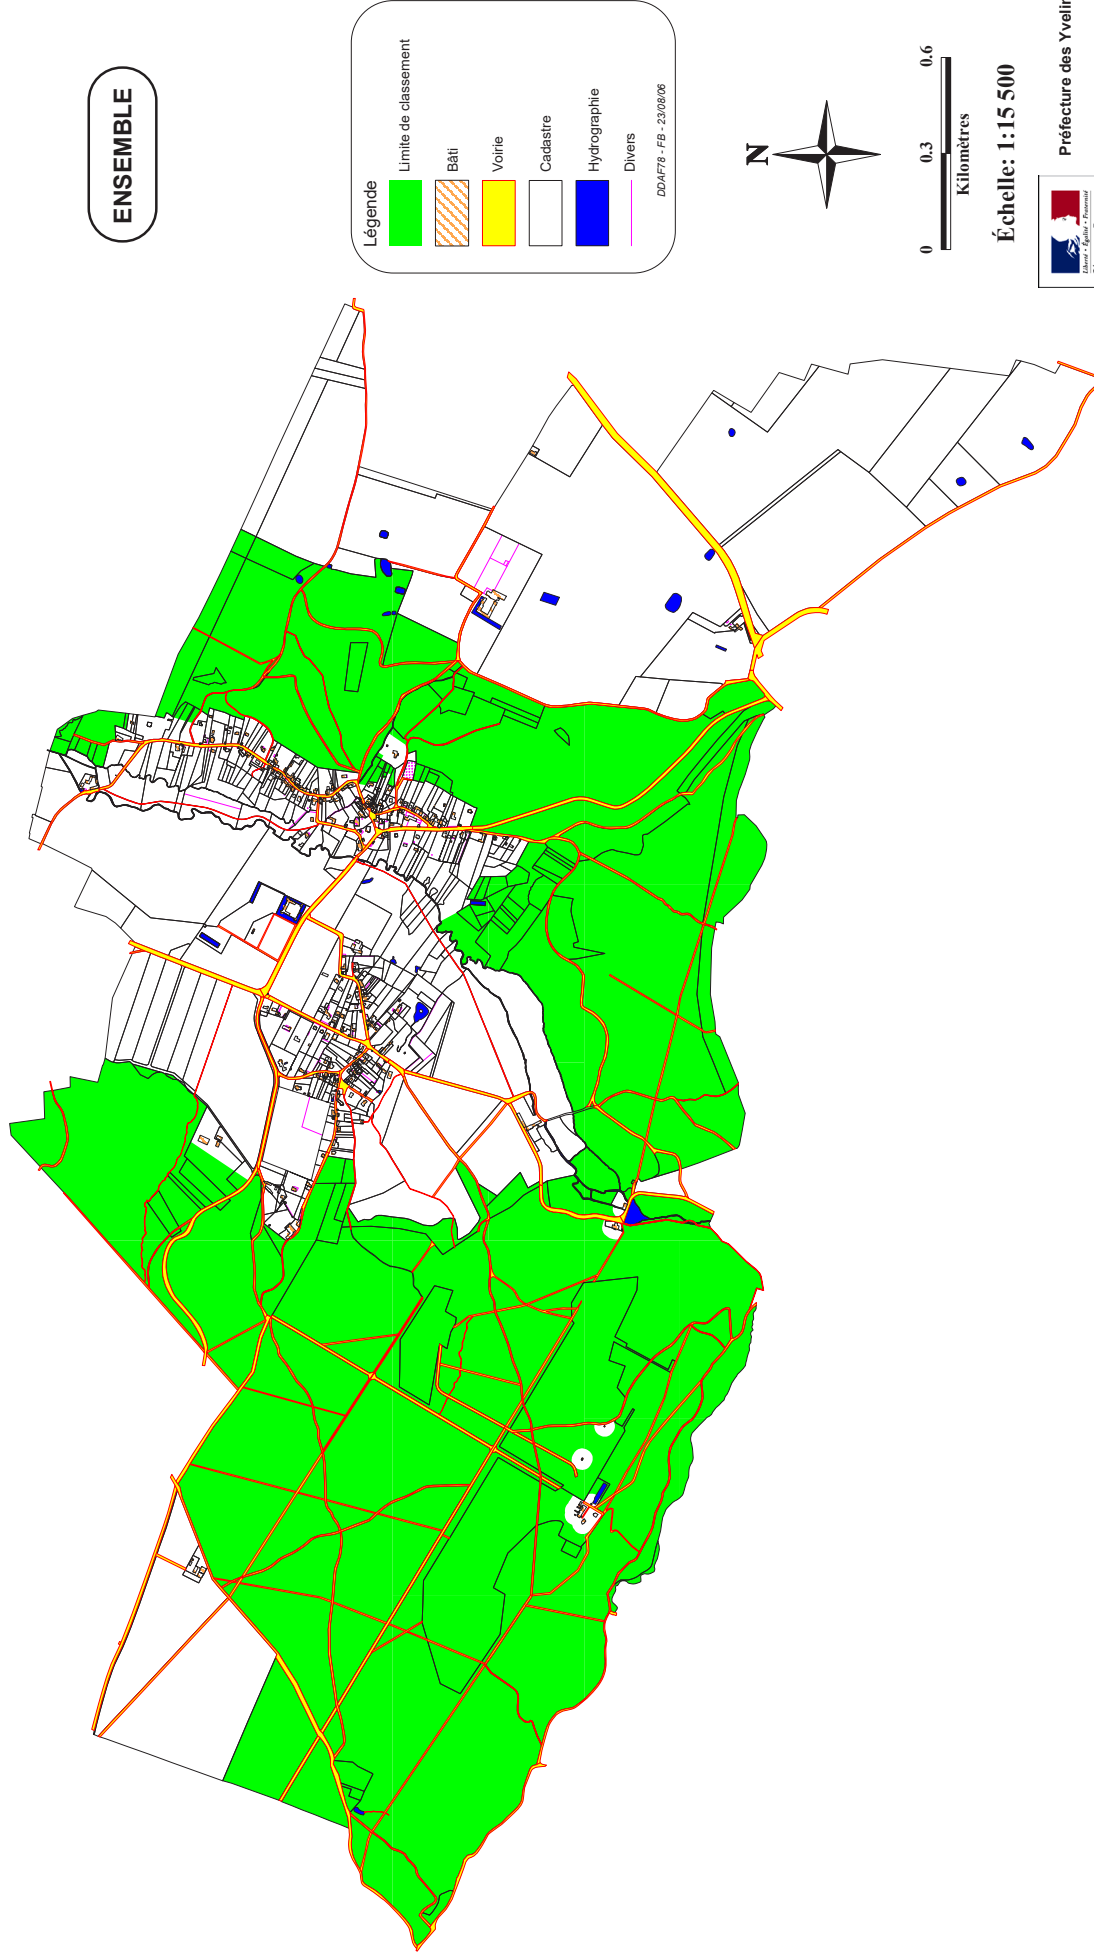 ENSEMBLE
Légende
Limite de classement
Bâti
Voirie
Cadastre
Hydrographie
Divers
DDAF78 - FB - 23/08/06
N
0 0.3 0.6
Kilomètres
Échelle: 1:15 500
Liberté • Égalité • Fraternité
Préfecture des Yvelin